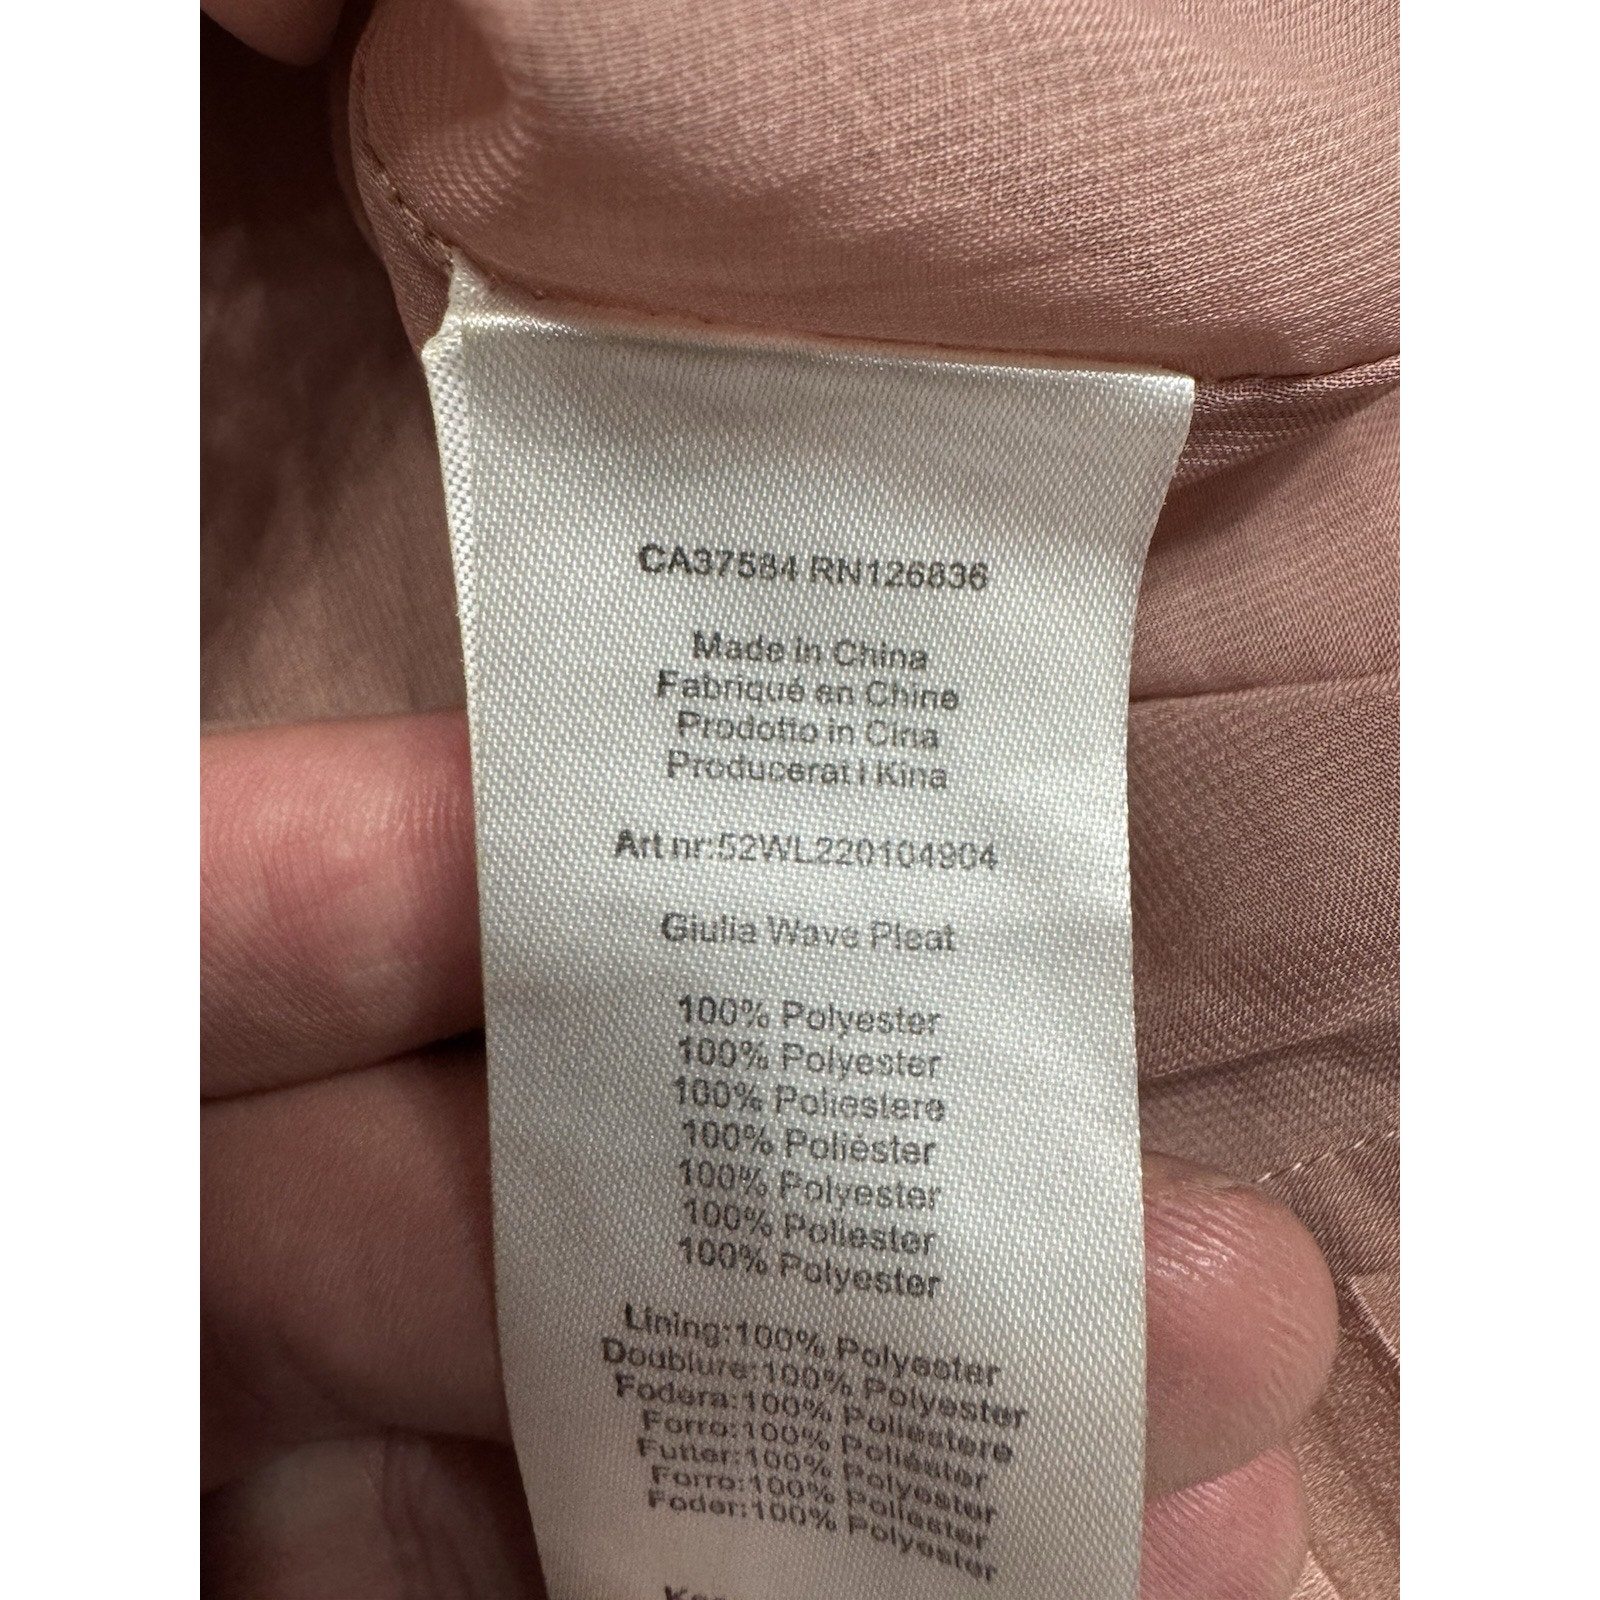 CA37584 RN126836
Made in China
Fabriqué en Chine
Prodotto in Cina
Producerat i Kina
Art nr:52WL220104904
Giulia Wave Pleat
100% Polyester
100% Polyester
100% Poliestere
100% Poliéster
100% Polyester
100% Poliester
100% Polyester
Lining:100% Polyester
Doublure:100% Polyester
Fodera:100% Poliestere
Forro:100% Poliéster
Futter:100% Polyester
Forro:100% Poliester
Foder:100% Polyester